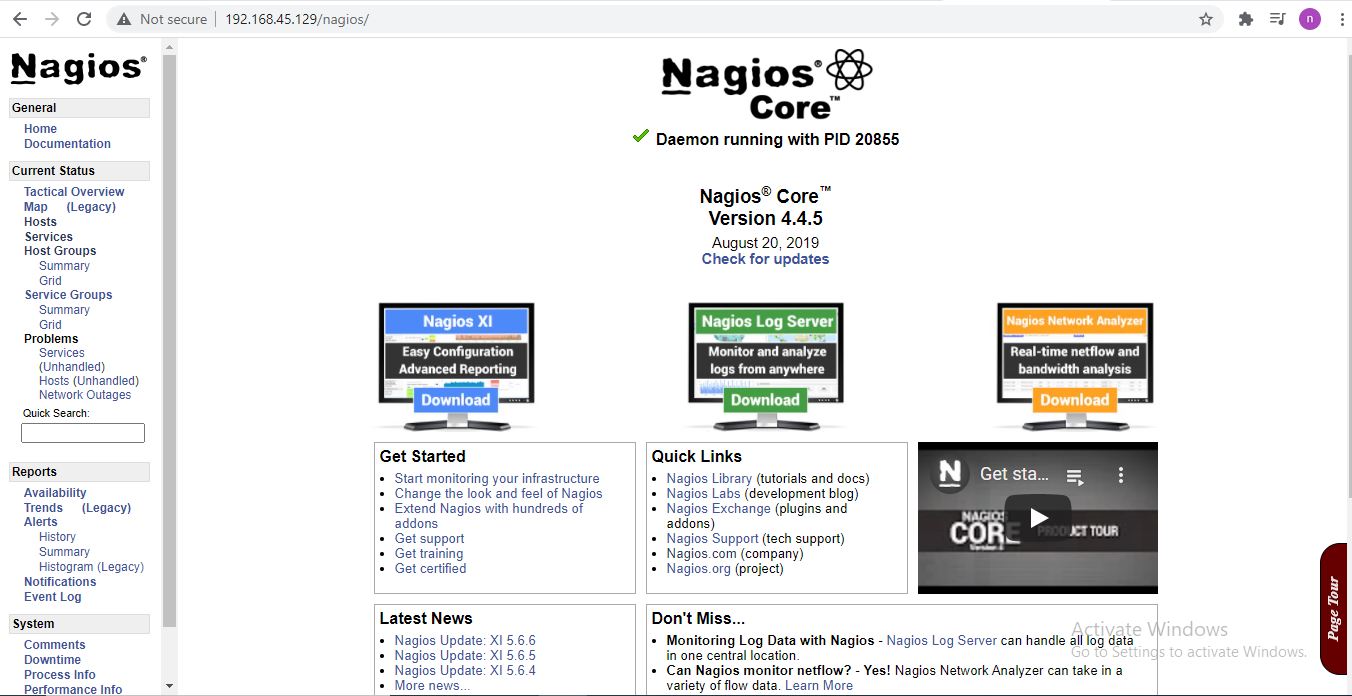 Not secure | 192.168.45.129/nagios/
n
Nagios®
General
Home
Documentation
Current Status
Tactical Overview
Map (Legacy)
Hosts
Services
Host Groups
Summary
Grid
Service Groups
Summary
Grid
Problems
Services
(Unhandled)
Hosts (Unhandled)
Network Outages
Quick Search:
Reports
Availability
Trends (Legacy)
Alerts
History
Summary
Histogram (Legacy)
Notifications
Event Log
System
Comments
Downtime
Process Info
Performance Info
Nagios®
Core™
Daemon running with PID 20855
Nagios® Core™
Version 4.4.5
August 20, 2019
Check for updates
Nagios XI
Easy Configuration
Advanced Reporting
Download
Nagios Log Server
Monitor and analyze
logs from anywhere
Download
Nagios Network Analyzer
Real-time netflow and
bandwidth analysis
Download
Get Started
• Start monitoring your infrastructure
• Change the look and feel of Nagios
• Extend Nagios with hundreds of
addons
• Get support
• Get training
• Get certified
Quick Links
• Nagios Library (tutorials and docs)
• Nagios Labs (development blog)
• Nagios Exchange (plugins and
addons)
• Nagios Support (tech support)
• Nagios.com (company)
• Nagios.org (project)
N
Get sta...
NAGIOS
CORE PRODUCT TOUR
Latest News
• Nagios Update: XI 5.6.6
• Nagios Update: XI 5.6.5
• Nagios Update: XI 5.6.4
• More news...
Don't Miss...
• Monitoring Log Data with Nagios - Nagios Log Server can handle all log data
in one central location.
• Can Nagios monitor netflow? - Yes! Nagios Network Analyzer can take in a
variety of flow data. Learn More
Page Tour
Activate Windows
Go to Settings to activate Windows.